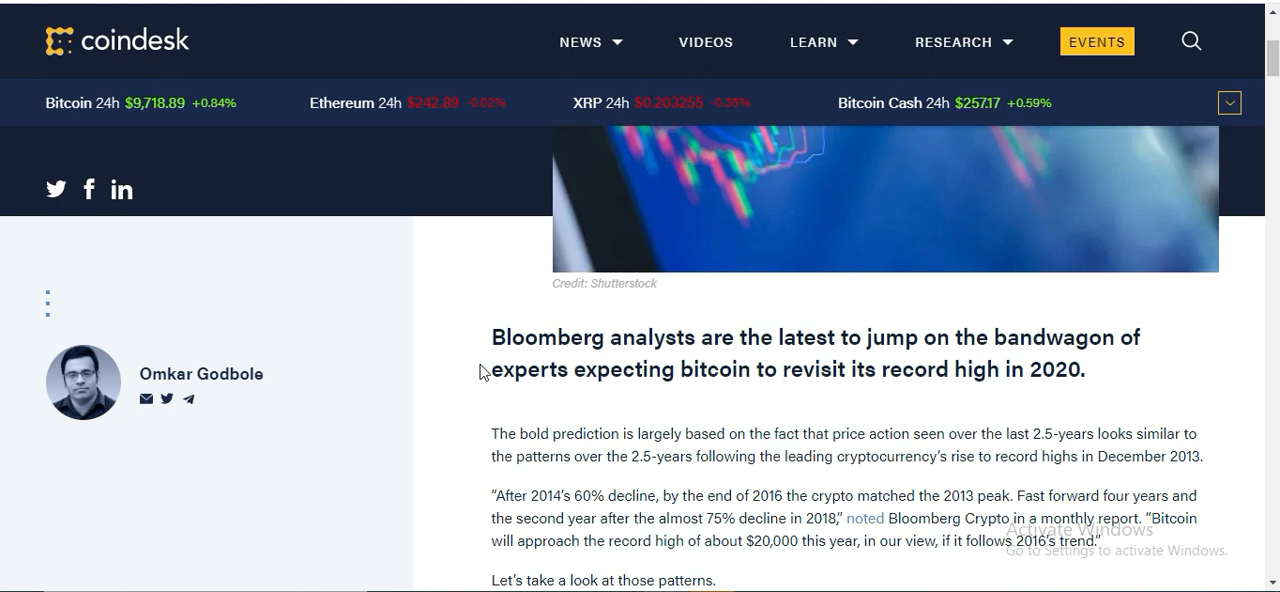 coindesk
NEWS VIDEOS LEARN RESEARCH EVENTS
Bitcoin 24h $9,718.89 +0.84% Ethereum 24h $242.89 -0.02% XRP 24h $0.203255 -0.35% Bitcoin Cash 24h $257.17 +0.59%
Credit: Shutterstock
Omkar Godbole
Bloomberg analysts are the latest to jump on the bandwagon of
experts expecting bitcoin to revisit its record high in 2020.
The bold prediction is largely based on the fact that price action seen over the last 2.5-years looks similar to
the patterns over the 2.5-years following the leading cryptocurrency's rise to record highs in December 2013.
“After 2014’s 60% decline, by the end of 2016 the crypto matched the 2013 peak. Fast forward four years and
the second year after the almost 75% decline in 2018,” noted Bloomberg Crypto in a monthly report. “Bitcoin
will approach the record high of about $20,000 this year, in our view, if it follows 2016’s trend.”
Let’s take a look at those patterns.
Activate Windows
Go to Settings to activate Windows.